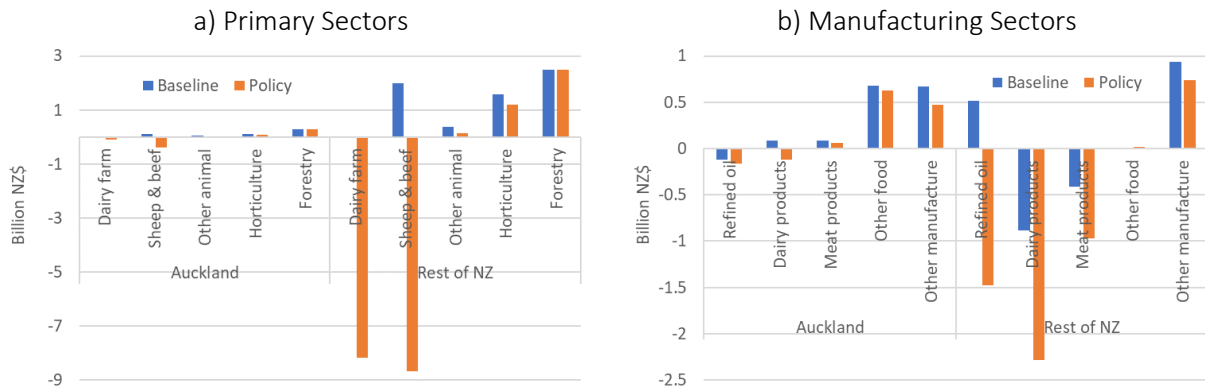 a) Primary Sectors
3
1
-1
-3
-5
-7
-9
Billion NZ$
Baseline
Policy
Dairy farm
Sheep & beef
Other animal
Horticulture
Forestry
Dairy farm
Sheep & beef
Other animal
Horticulture
Forestry
Auckland
Rest of NZ
b) Manufacturing Sectors
1
0.5
0
-0.5
-1
-1.5
-2
-2.5
Billion NZ$
Baseline
Policy
Refined oil
Dairy products
Meat products
Other food
Other manufacture
Refined oil
Dairy products
Meat products
Other food
Other manufacture
Auckland
Rest of NZ